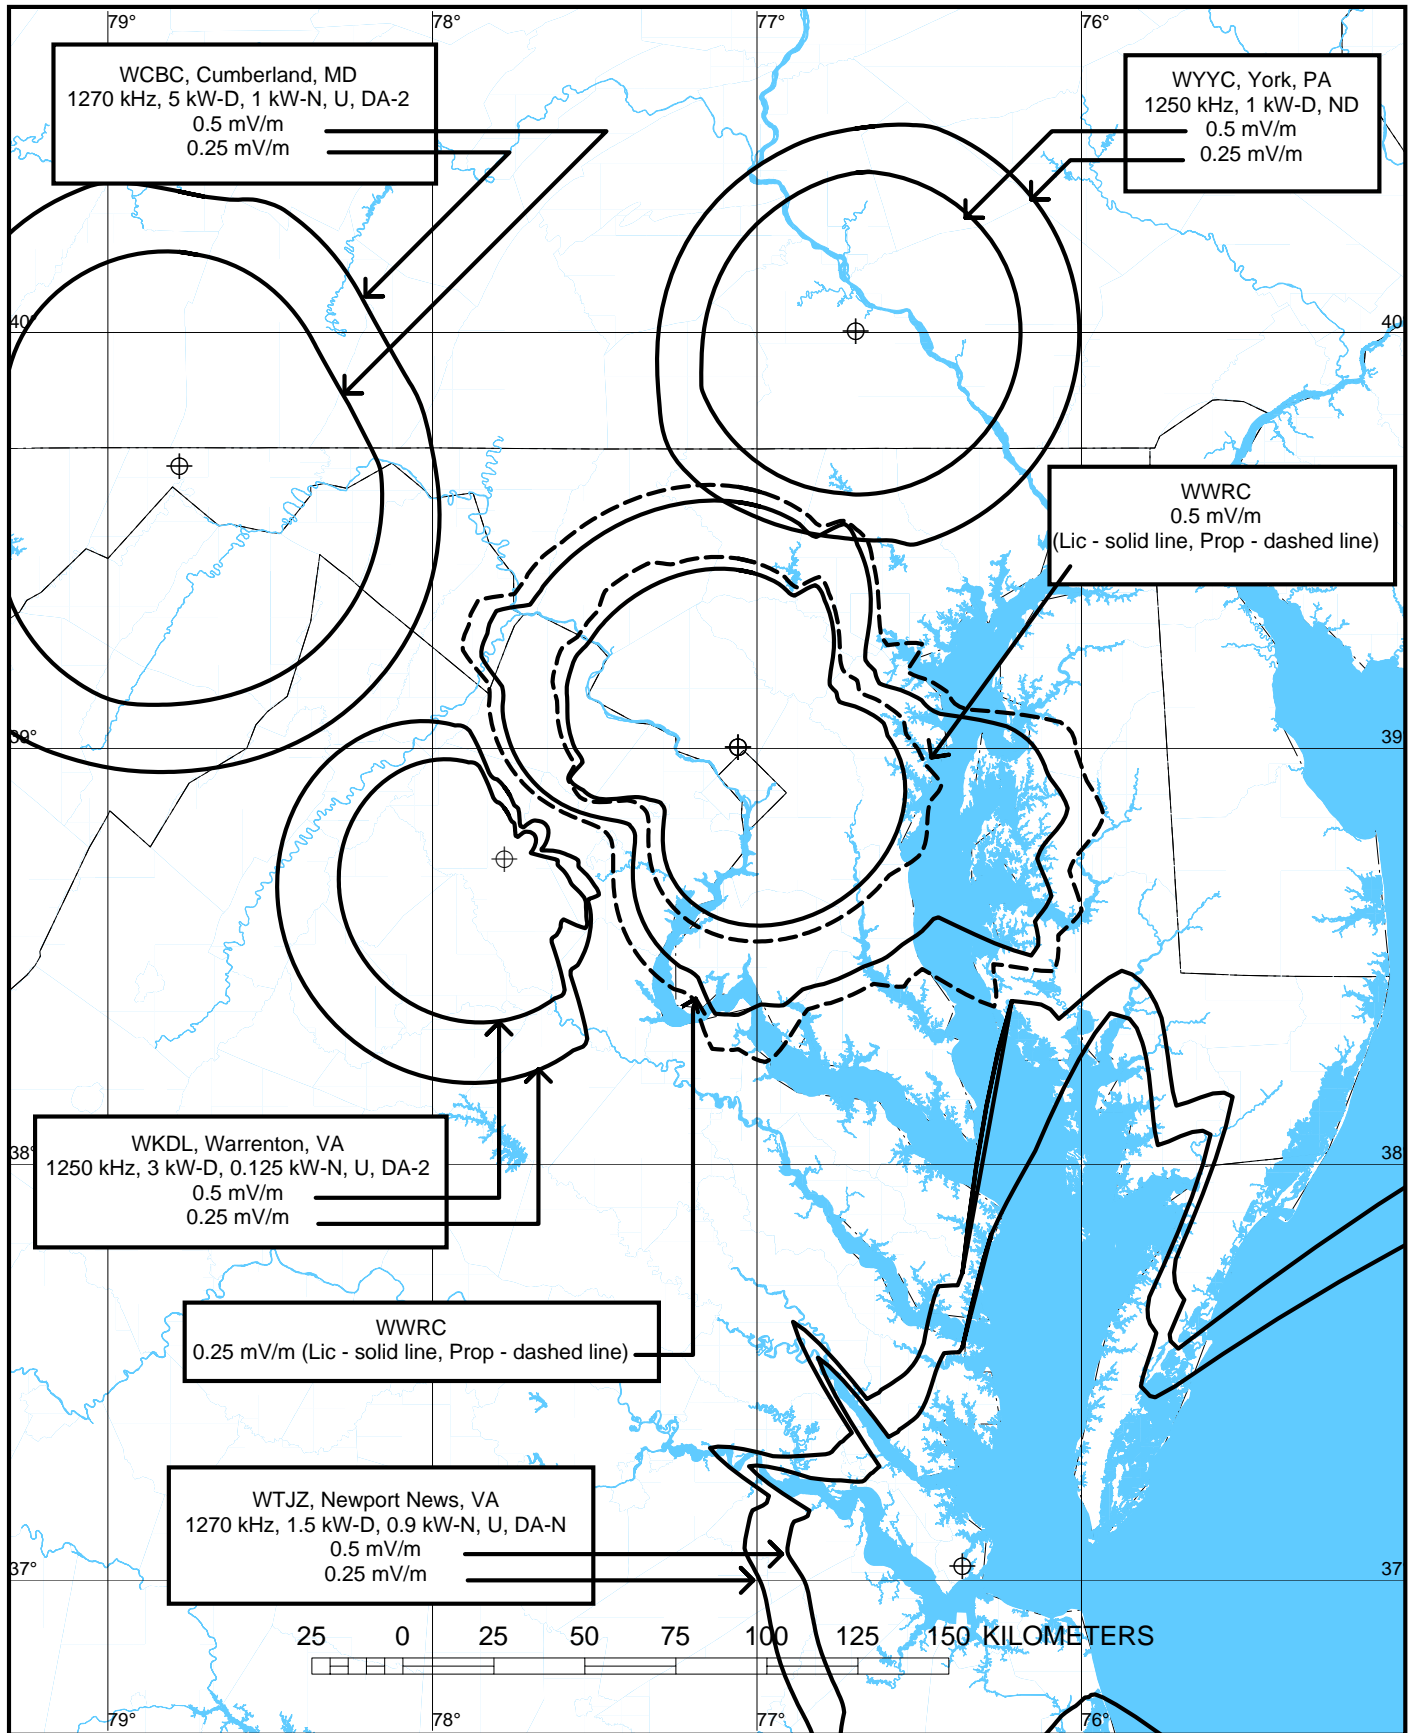 79°
78°
77°
76°
WCBC, Cumberland, MD
1270 kHz, 5 kW-D, 1 kW-N, U, DA-2
0.5 mV/m
0.25 mV/m
WYYC, York, PA
1250 kHz, 1 kW-D, ND
0.5 mV/m
0.25 mV/m
40°
40
WWRC
0.5 mV/m
(Lic - solid line, Prop - dashed line)
39°
39
WKDL, Warrenton, VA
1250 kHz, 3 kW-D, 0.125 kW-N, U, DA-2
0.5 mV/m
0.25 mV/m
38°
38
WWRC
0.25 mV/m (Lic - solid line, Prop - dashed line)
WTJZ, Newport News, VA
1270 kHz, 1.5 kW-D, 0.9 kW-N, U, DA-N
0.5 mV/m
0.25 mV/m
37°
37
25 0 25 50 75 100 125 150 KILOMETERS
79°
78°
77°
76°